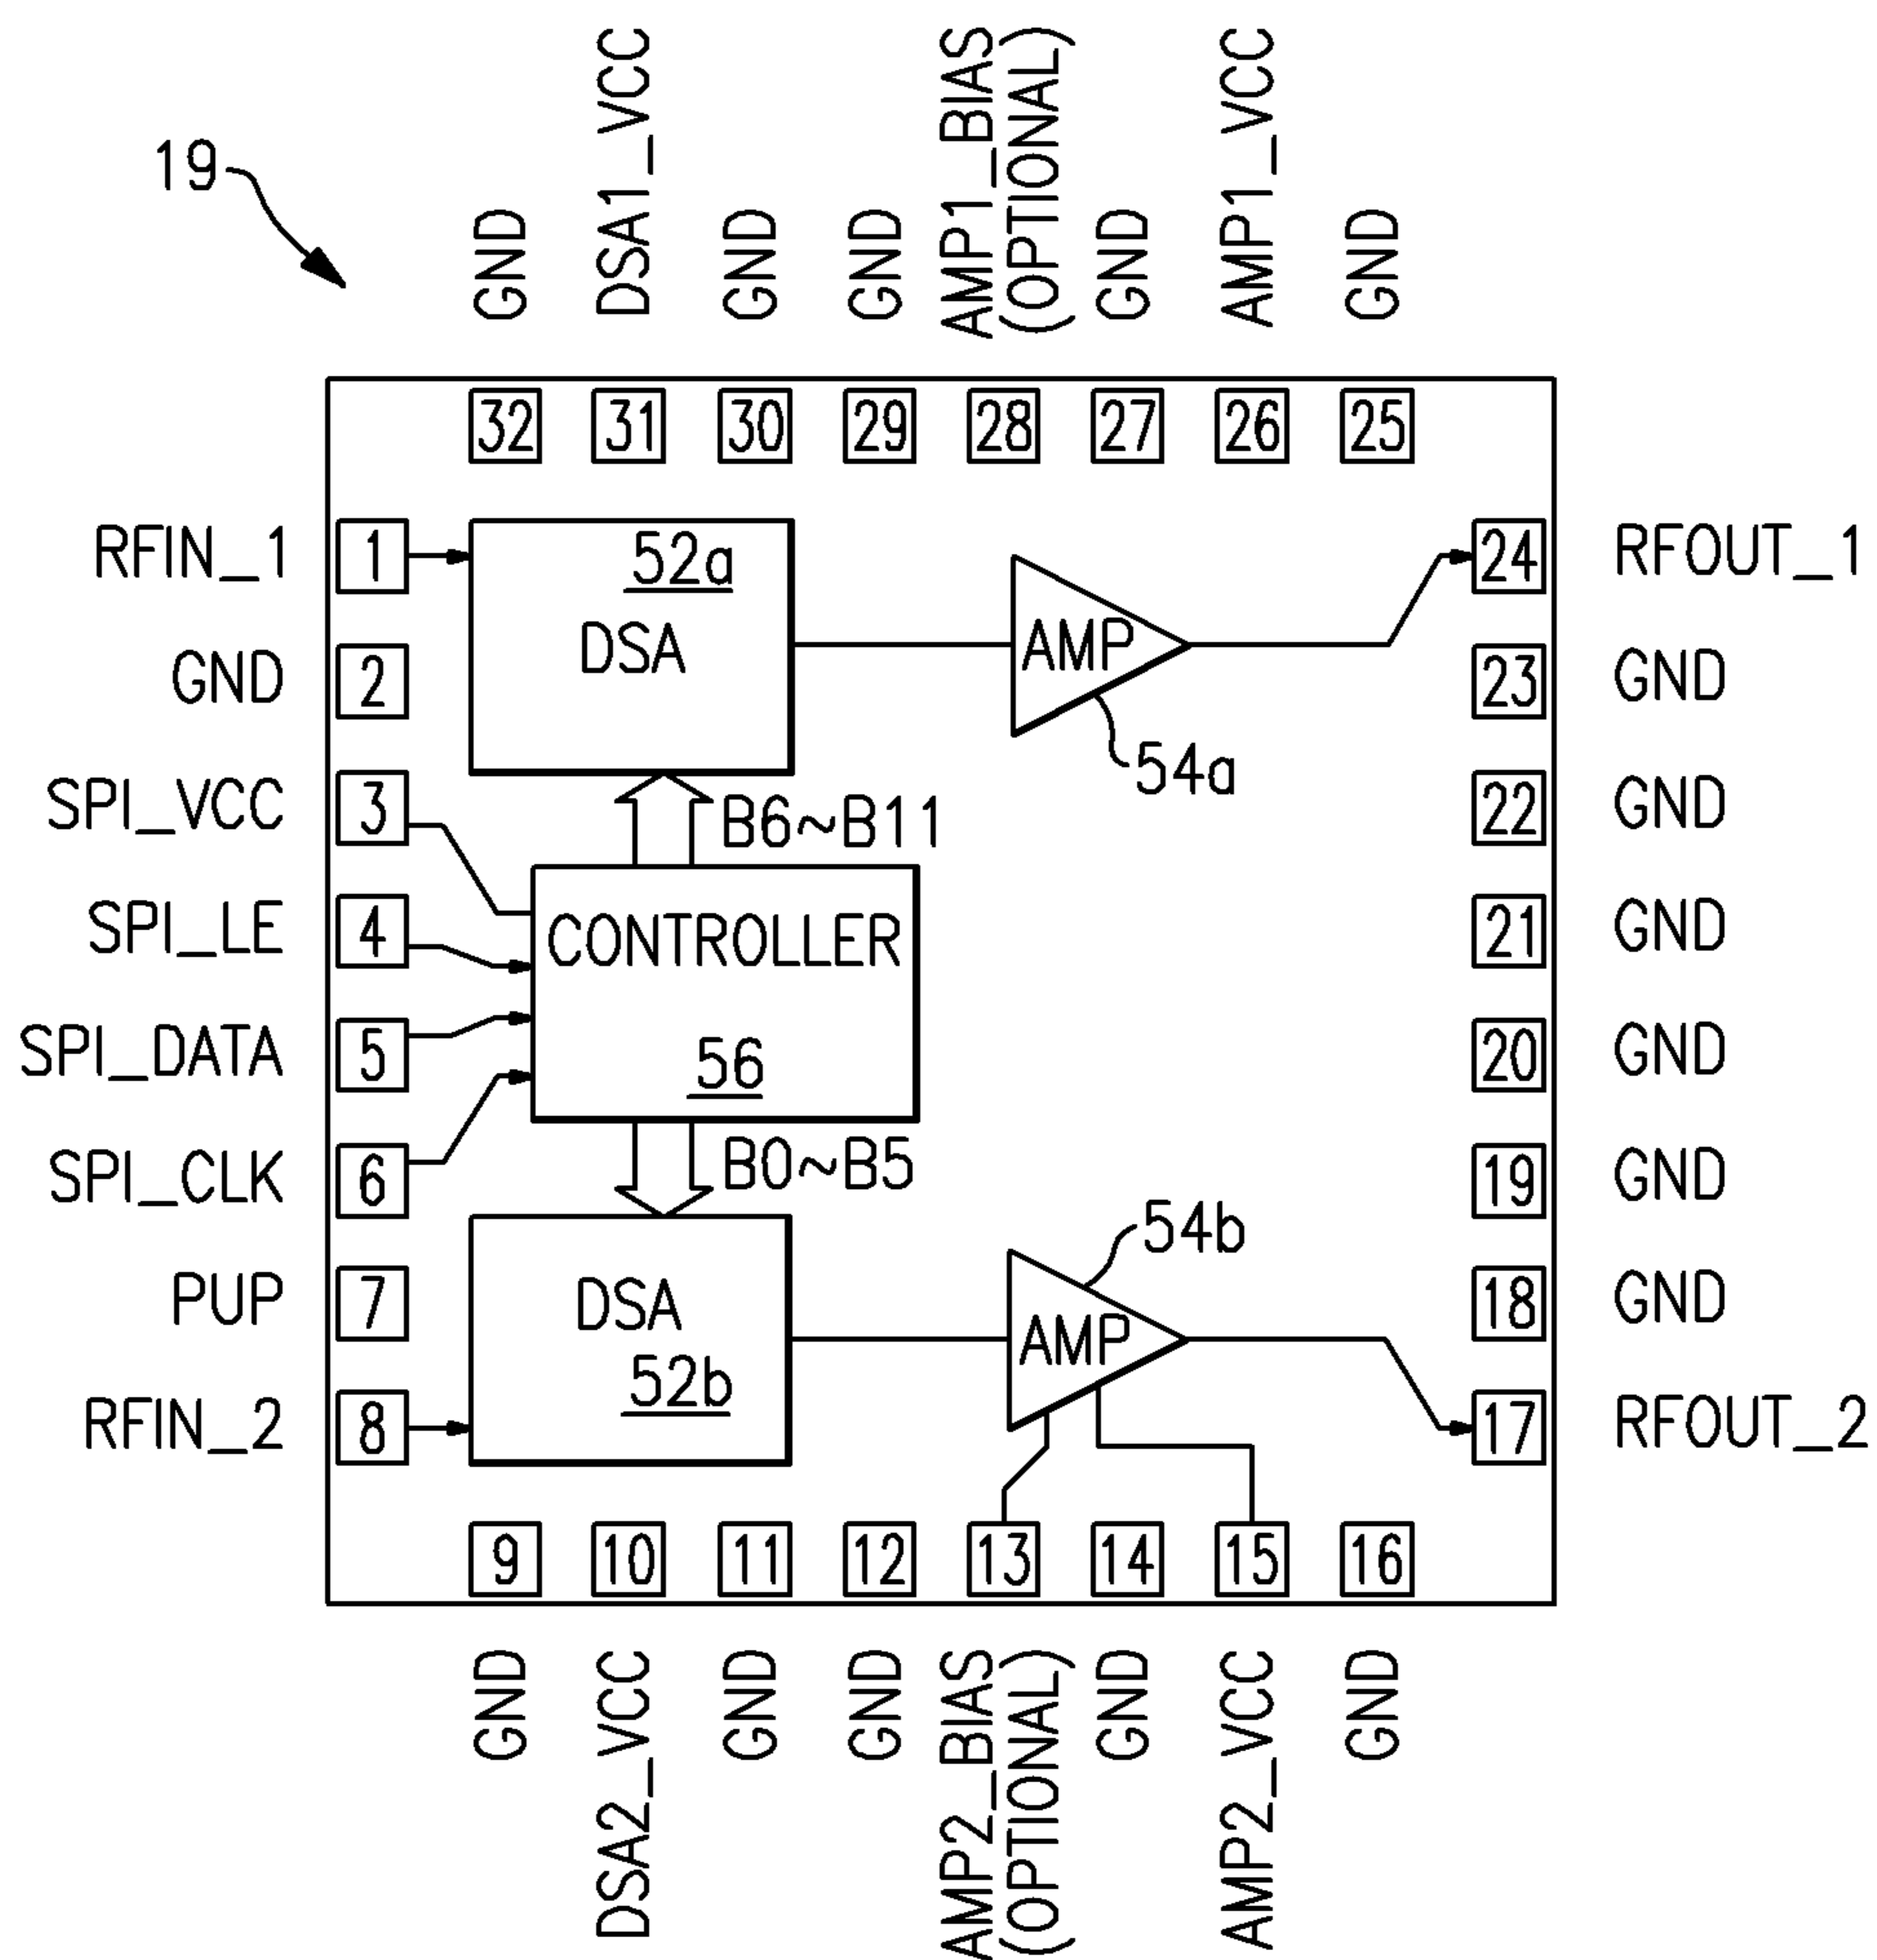 19
GND
DSA1_VCC
GND
GND
AMP1_BIAS
(OPTIONAL)
GND
AMP1_VCC
GND
32
31
30
29
28
27
26
25
RFIN_1
1
52a
DSA
AMP
54a
24
RFOUT_1
GND
2
23
GND
SPI_VCC
3
B6~B11
22
GND
SPI_LE
4
CONTROLLER
56
21
GND
SPI_DATA
5
20
GND
SPI_CLK
6
B0~B5
19
GND
PUP
7
DSA
52b
AMP
54b
18
GND
RFIN_2
8
17
RFOUT_2
9
10
11
12
13
14
15
16
GND
DSA2_VCC
GND
GND
AMP2_BIAS
(OPTIONAL)
GND
AMP2_VCC
GND